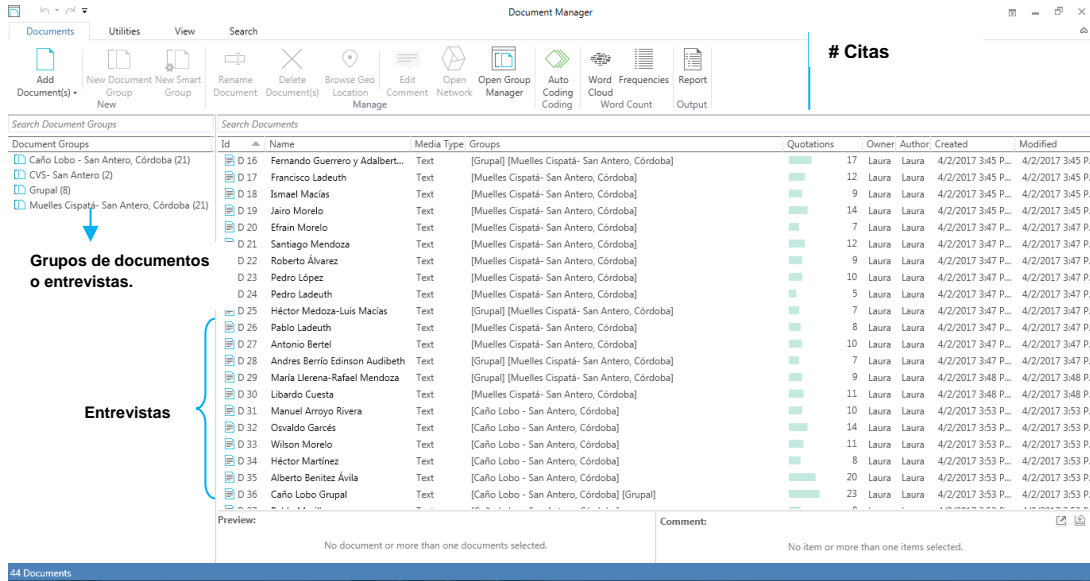 Document Manager
Documents Utilities View Search
# Citas
Add Document(s) New Document Group New Smart Group Rename Document Delete Document(s) Browse Geo Location Edit Comment Open Network Open Group Manager Auto Coding Word Cloud Frequencies Report
New Manage Coding Word Count Output
Search Document Groups Search Documents
Document Groups Id Name Media Type Groups Quotations Owner Author Created Modified
Caño Lobo - San Antero, Córdoba (21)
CVS- San Antero (2)
Grupal (8)
Muelles Cispatá- San Antero, Córdoba (21)
Grupos de documentos
o entrevistas.
Entrevistas
D 16 Fernando Guerrero y Adalbert... Text [Grupal] [Muelles Cispatá- San Antero, Córdoba] 17 Laura Laura 4/2/2017 3:45 P... 4/2/2017 3:45 P
D 17 Francisco Ladeuth Text [Muelles Cispatá- San Antero, Córdoba] 12 Laura Laura 4/2/2017 3:45 P... 4/2/2017 3:45 P
D 18 Ismael Macías Text [Muelles Cispatá- San Antero, Córdoba] 9 Laura Laura 4/2/2017 3:45 P... 4/2/2017 3:45 P
D 19 Jairo Morelo Text [Muelles Cispatá- San Antero, Córdoba] 14 Laura Laura 4/2/2017 3:45 P... 4/2/2017 3:45 P
D 20 Efrain Morelo Text [Muelles Cispatá- San Antero, Córdoba] 7 Laura Laura 4/2/2017 3:47 P... 4/2/2017 3:47 P
D 21 Santiago Mendoza Text [Muelles Cispatá- San Antero, Córdoba] 12 Laura Laura 4/2/2017 3:47 P... 4/2/2017 3:47 P
D 22 Roberto Álvarez Text [Muelles Cispatá- San Antero, Córdoba] 9 Laura Laura 4/2/2017 3:47 P... 4/2/2017 3:47 P
D 23 Pedro López Text [Muelles Cispatá- San Antero, Córdoba] 10 Laura Laura 4/2/2017 3:47 P... 4/2/2017 3:47 P
D 24 Pedro Ladeuth Text [Muelles Cispatá- San Antero, Córdoba] 5 Laura Laura 4/2/2017 3:47 P... 4/2/2017 3:47 P
D 25 Héctor Medoza-Luis Macías Text [Grupal] [Muelles Cispatá- San Antero, Córdoba] 7 Laura Laura 4/2/2017 3:47 P... 4/2/2017 3:47 P
D 26 Pablo Ladeuth Text [Muelles Cispatá- San Antero, Córdoba] 8 Laura Laura 4/2/2017 3:47 P... 4/2/2017 3:47 P
D 27 Antonio Bertel Text [Muelles Cispatá- San Antero, Córdoba] 10 Laura Laura 4/2/2017 3:47 P... 4/2/2017 3:47 P
D 28 Andres Berrío Edinson Audibeth Text [Grupal] [Muelles Cispatá- San Antero, Córdoba] 7 Laura Laura 4/2/2017 3:47 P... 4/2/2017 3:47 P
D 29 María Llerena-Rafael Mendoza Text [Grupal] [Muelles Cispatá- San Antero, Córdoba] 9 Laura Laura 4/2/2017 3:48 P... 4/2/2017 3:48 P
D 30 Libardo Cuesta Text [Muelles Cispatá- San Antero, Córdoba] 11 Laura Laura 4/2/2017 3:48 P... 4/2/2017 3:48 P
D 31 Manuel Arroyo Rivera Text [Caño Lobo - San Antero, Córdoba] 10 Laura Laura 4/2/2017 3:53 P... 4/2/2017 3:53 P
D 32 Osvaldo Garcés Text [Caño Lobo - San Antero, Córdoba] 14 Laura Laura 4/2/2017 3:53 P... 4/2/2017 3:53 P
D 33 Wilson Morelo Text [Caño Lobo - San Antero, Córdoba] 11 Laura Laura 4/2/2017 3:53 P... 4/2/2017 3:53 P
D 34 Héctor Martínez Text [Caño Lobo - San Antero, Córdoba] 8 Laura Laura 4/2/2017 3:53 P... 4/2/2017 3:53 P
D 35 Alberto Benitez Ávila Text [Caño Lobo - San Antero, Córdoba] 20 Laura Laura 4/2/2017 3:53 P... 4/2/2017 3:53 P
D 36 Caño Lobo Grupal Text [Caño Lobo - San Antero, Córdoba] [Grupal] 23 Laura Laura 4/2/2017 3:53 P... 4/2/2017 3:53 P
Preview: Comment:
No document or more than one documents selected. No item or more than one items selected.
44 Documents